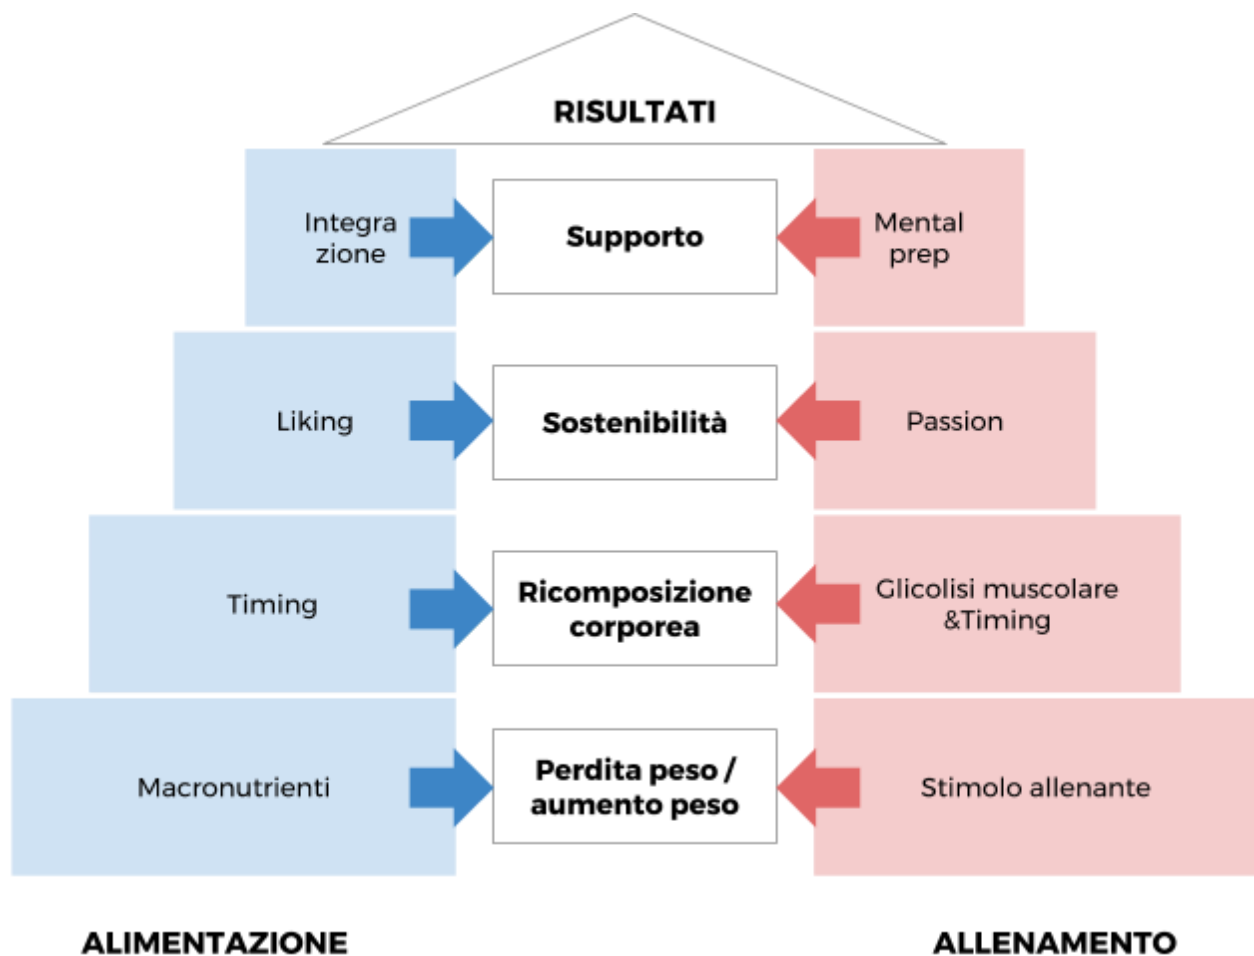 RISULTATI
Integra
zione
Supporto
Mental
prep
Liking
Sostenibilità
Passion
Timing
Ricomposizione
corporea
Glicolisi muscolare
&Timing
Macronutrienti
Perdita peso /
aumento peso
Stimolo allenante
ALIMENTAZIONE
ALLENAMENTO